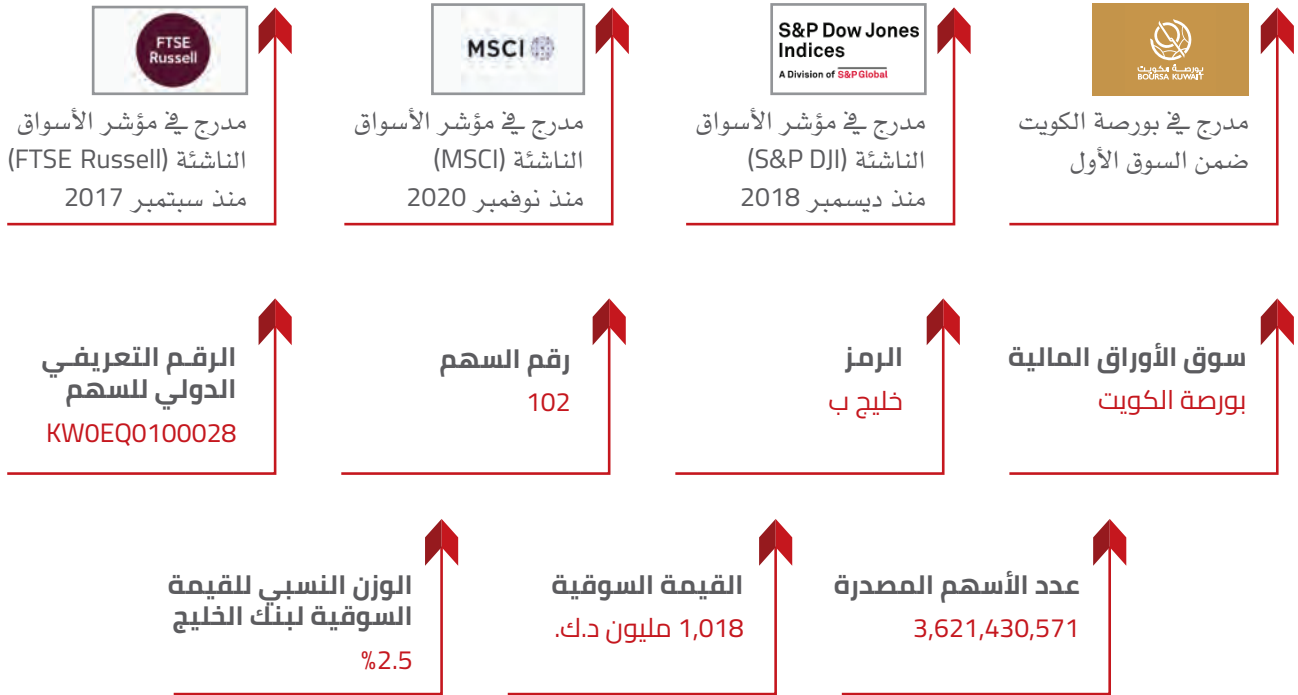 بورصة الكويت
BOURSA KUWAIT
مدرج في بورصة الكويت
ضمن السوق الأول
S&P Dow Jones
Indices
A Division of S&P Global
مدرج في مؤشر الأسواق
الناشئة (S&P DJI)
منذ ديسمبر 2018
MSCI
مدرج في مؤشر الأسواق
الناشئة (MSCI)
منذ نوفمبر 2020
FTSE
Russell
مدرج في مؤشر الأسواق
الناشئة (FTSE Russell)
منذ سبتمبر 2017
سوق الأوراق المالية
بورصة الكويت
الرمز
خليج ب
رقم السهم
102
الرقم التعريفي
الدولي للسهم
KW0EQ0100028
عدد الأسهم المصدرة
3,621,430,571
القيمة السوقية
1,018 مليون د.ك.
الوزن النسبي للقيمة
السوقية لبنك الخليج
%2.5